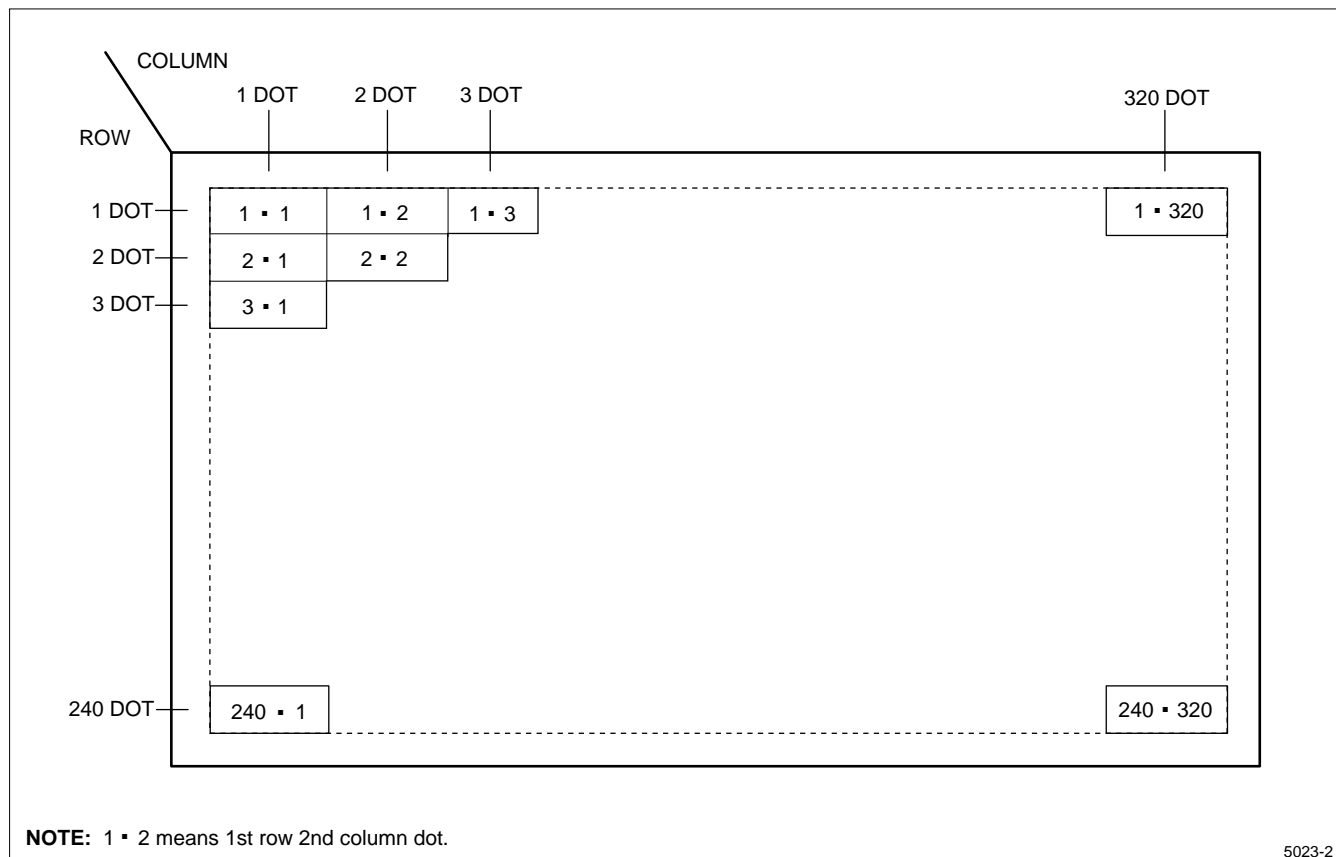 COLUMN
1 DOT 2 DOT 3 DOT 320 DOT
ROW
1 DOT 1 ▪ 1 1 ▪ 2 1 ▪ 3 1 ▪ 320
2 DOT 2 ▪ 1 2 ▪ 2
3 DOT 3 ▪ 1
240 DOT 240 ▪ 1 240 ▪ 320
NOTE: 1 ▪ 2 means 1st row 2nd column dot.
5023-2